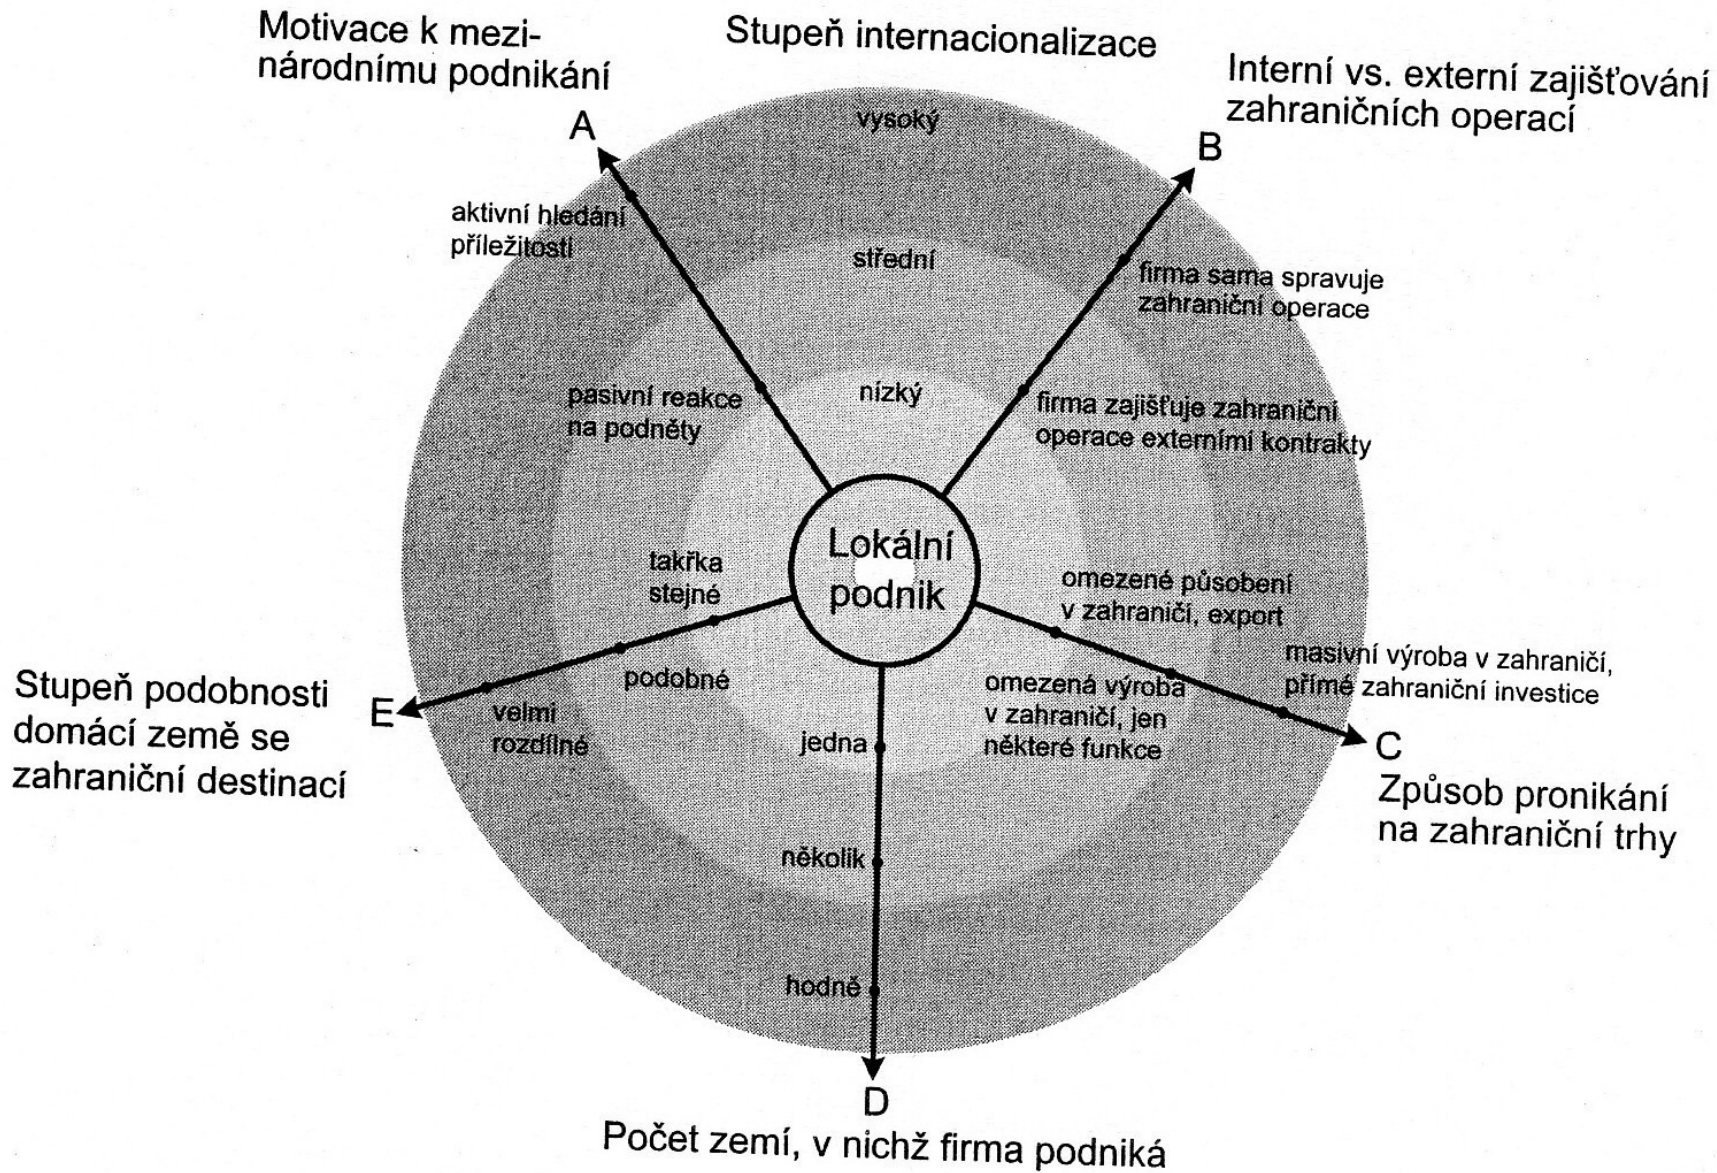 Motivace k mezi-
národnímu podnikání
Stupeň internacionalizace
Interní vs. externí zajišťování
zahraničních operací
A
B
vysoký
střední
nízký
aktivní hledání
příležitostí
pasivní reakce
na podněty
firma sama spravuje
zahraniční operace
firma zajišťuje zahraniční
operace externími kontrakty
Lokální
podnik
takřka
stejné
podobné
velmi
rozdílné
E
Stupeň podobnosti
domácí země se
zahraniční destinací
omezené působení
v zahraničí, export
omezená výroba
v zahraničí, jen
některé funkce
masivní výroba v zahraničí,
přímé zahraniční investice
C
Způsob pronikání
na zahraniční trhy
jedna
několik
hodně
D
Počet zemí, v nichž firma podniká